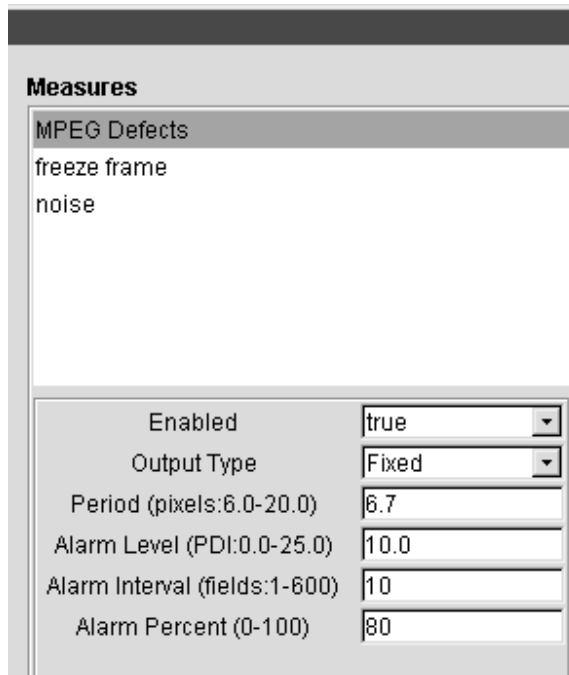 Measures
MPEG Defects
freeze frame
noise
Enabled true
Output Type Fixed
Period (pixels:6.0-20.0) 6.7
Alarm Level (PDI:0.0-25.0) 10.0
Alarm Interval (fields:1-600) 10
Alarm Percent (0-100) 80